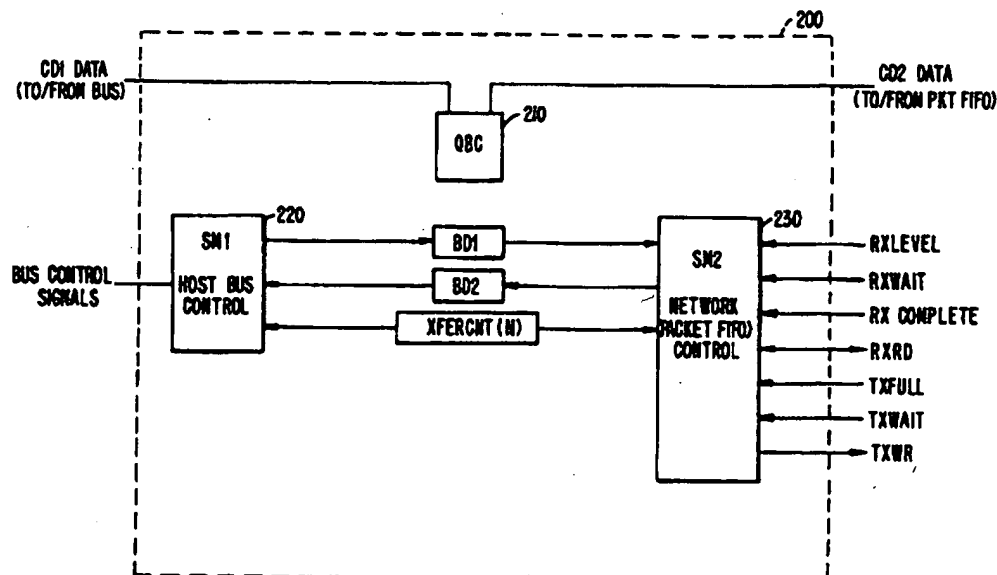 200
CD1 DATA
(TO/FROM BUS)
CD2 DATA
(TO/FROM PKT FIFO)
210
QBC
220
SM1
HOST BUS
CONTROL
BUS CONTROL
SIGNALS
BD1
BD2
XFERCNT(N)
230
SM2
NETWORK
(PACKET FIFO)
CONTROL
RXLEVEL
RXWAIT
RX COMPLETE
RXRD
TXFULL
TXWAIT
TXWR